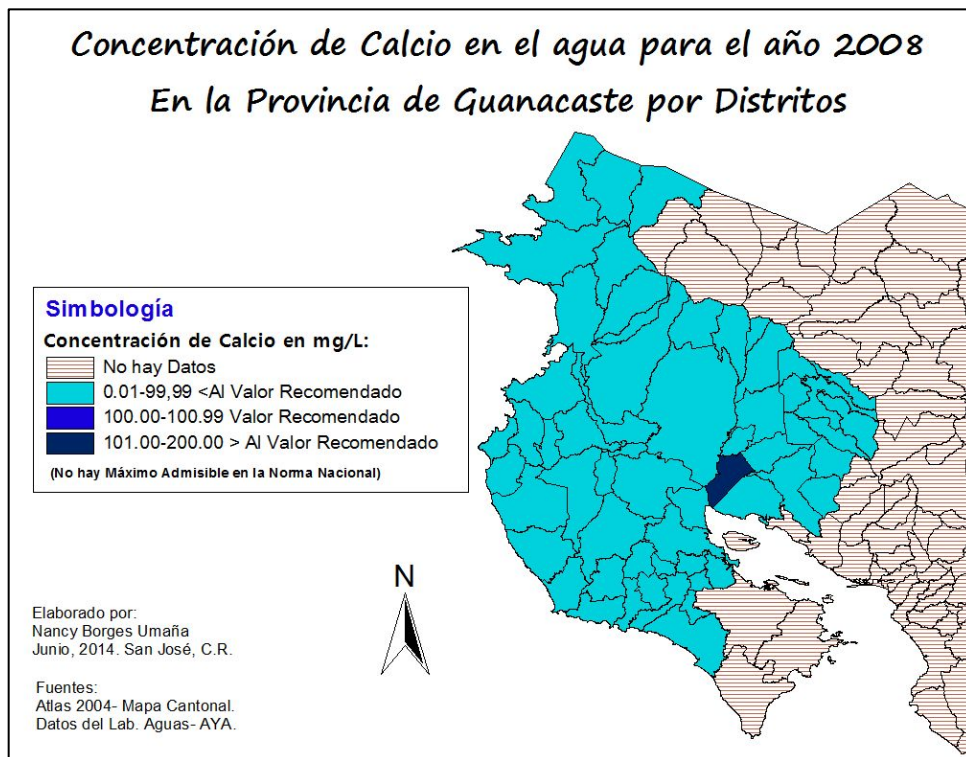 Concentración de Calcio en el agua para el año 2008
En la Provincia de Guanacaste por Distritos
Simbología
Concentración de Calcio en mg/L:
No hay Datos
0.01-99,99 <Al Valor Recomendado
100.00-100.99 Valor Recomendado
101.00-200.00 > Al Valor Recomendado
(No hay Máximo Admisible en la Norma Nacional)
N
Elaborado por:
Nancy Borges Umaña
Junio, 2014. San José, C.R.
Fuentes:
Atlas 2004- Mapa Cantonal.
Datos del Lab. Aguas- AYA.